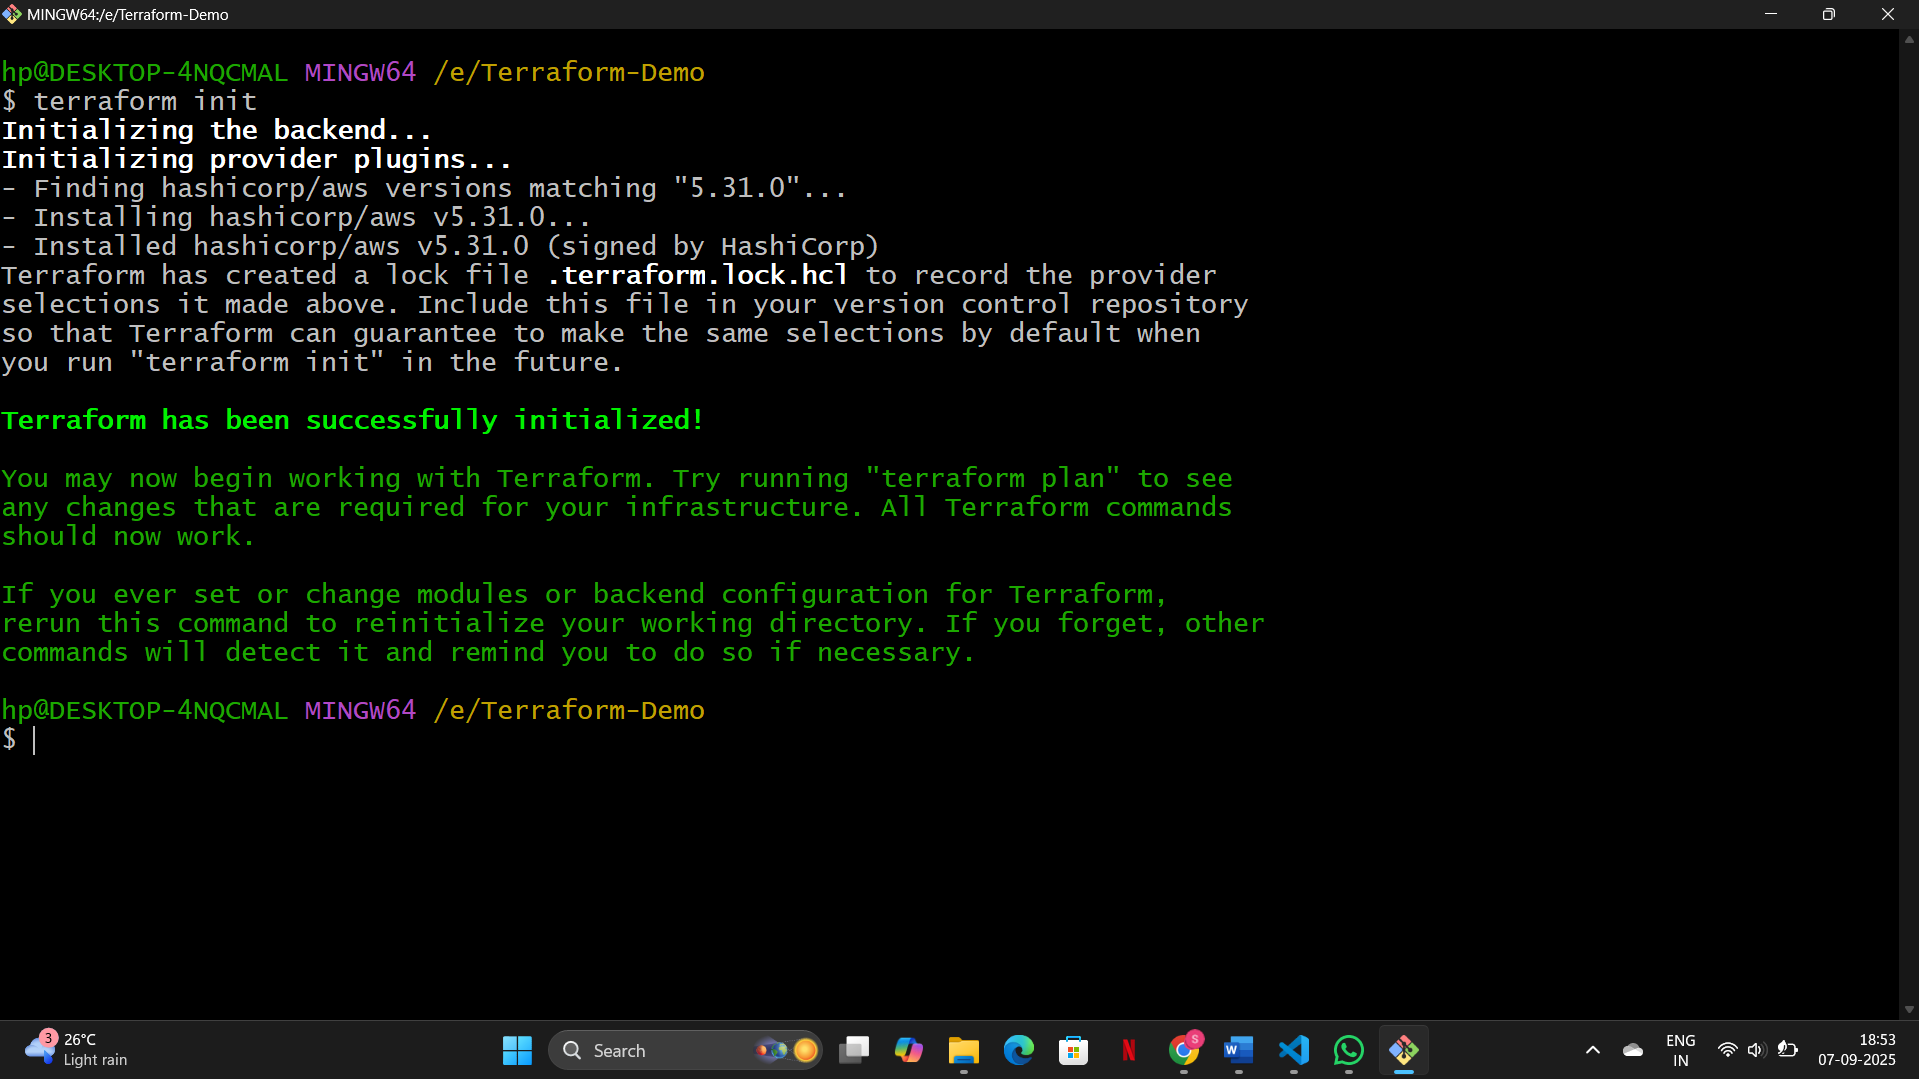 MINGW64:/e/Terraform-Demo
hp@DESKTOP-4NQCMAL MINGW64 /e/Terraform-Demo
$ terraform init
Initializing the backend...
Initializing provider plugins...
- Finding hashicorp/aws versions matching "5.31.0"...
- Installing hashicorp/aws v5.31.0...
- Installed hashicorp/aws v5.31.0 (signed by HashiCorp)
Terraform has created a lock file .terraform.lock.hcl to record the provider
selections it made above. Include this file in your version control repository
so that Terraform can guarantee to make the same selections by default when
you run "terraform init" in the future.
Terraform has been successfully initialized!
You may now begin working with Terraform. Try running "terraform plan" to see
any changes that are required for your infrastructure. All Terraform commands
should now work.
If you ever set or change modules or backend configuration for Terraform,
rerun this command to reinitialize your working directory. If you forget, other
commands will detect it and remind you to do so if necessary.
hp@DESKTOP-4NQCMAL MINGW64 /e/Terraform-Demo
$
3
26°C
Light rain
Search
N
S
W
ENG
IN
18:53
07-09-2025